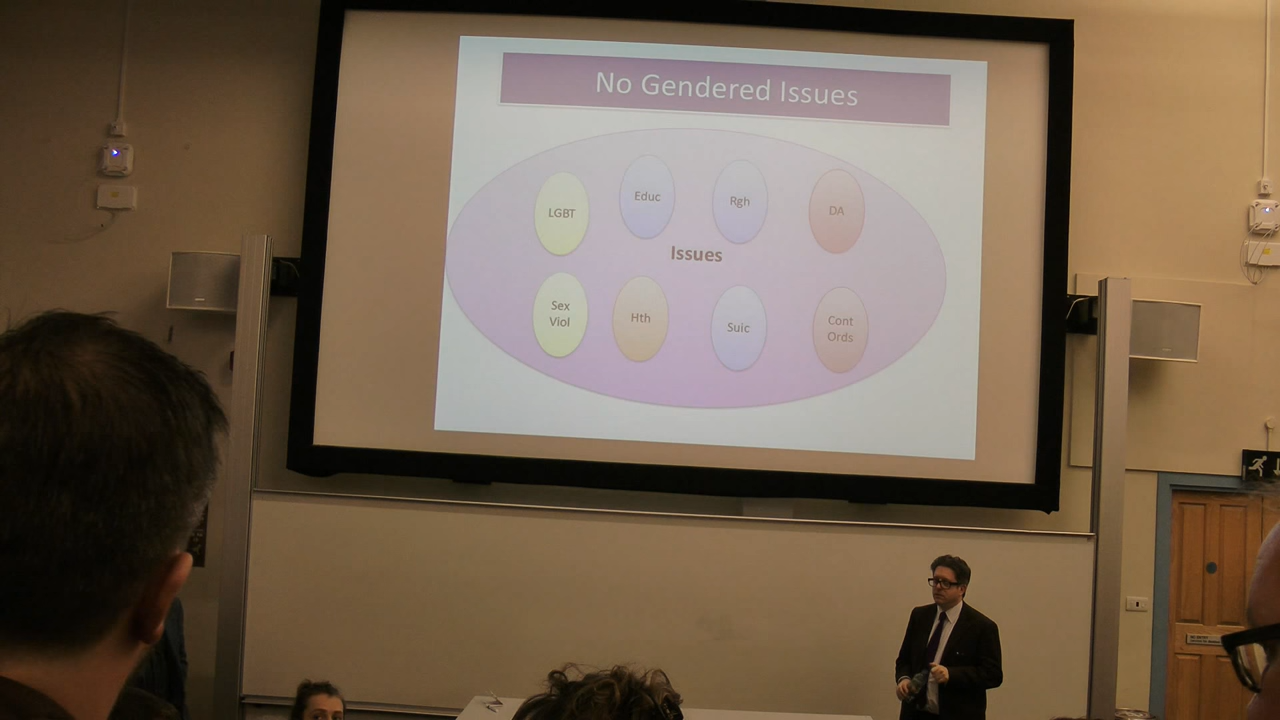 No Gendered Issues
LGBT
Educ
Rgh
DA
Issues
Sex
Viol
Hth
Suic
Cont
Ords